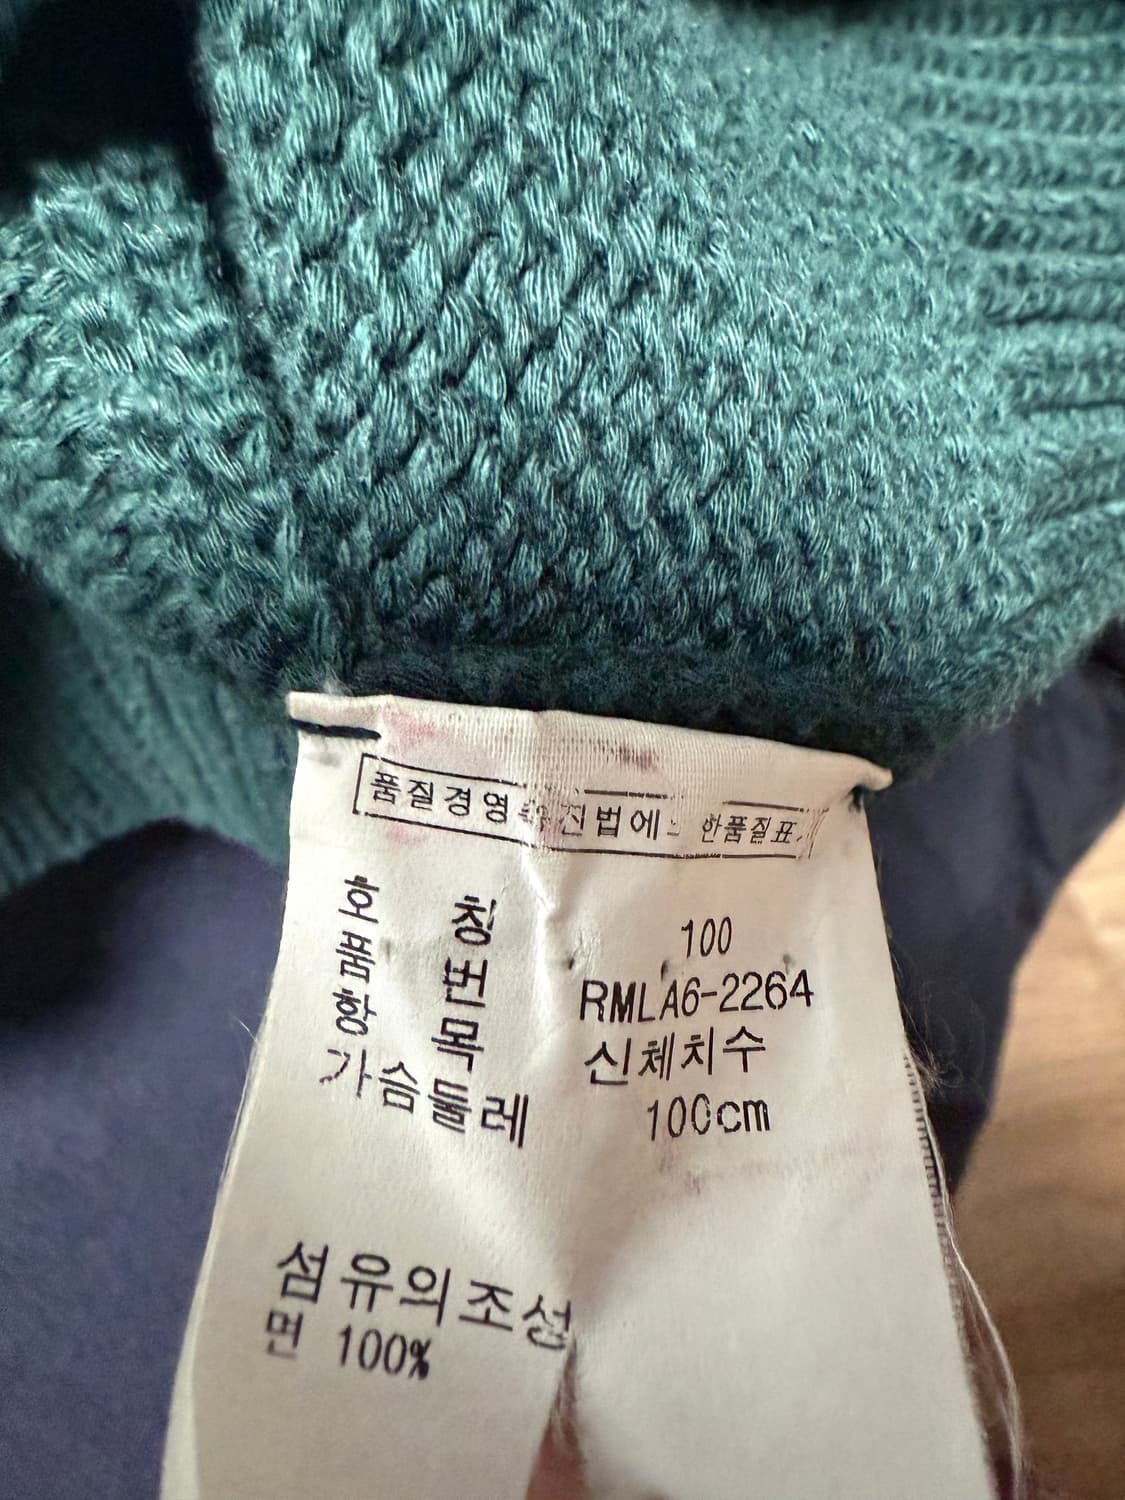 품질경영촉진법에 한품질표
호칭 100
품번 RMLA6-2264
항목 신체치수
가슴둘레 100cm
섬유의조성
면 100%